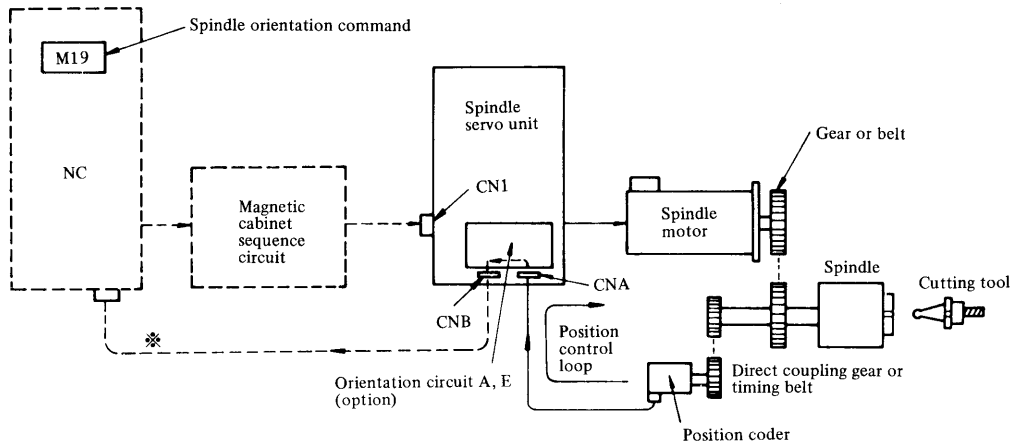 Spindle orientation command
M19
NC
Magnetic
cabinet
sequence
circuit
Spindle
servo unit
CN1
CNA
CNB
Gear or belt
Spindle
motor
Spindle
Cutting tool
Position
control
loop
Direct coupling gear or
timing belt
Position coder
Orientation circuit A, E
(option)
※